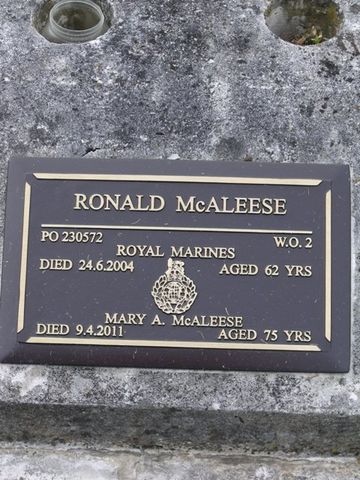 RONALD McALEESE
PO 230572 W.O. 2
ROYAL MARINES
DIED 24.6.2004 AGED 62 YRS
MARY A. McALEESE
DIED 9.4.2011 AGED 75 YRS